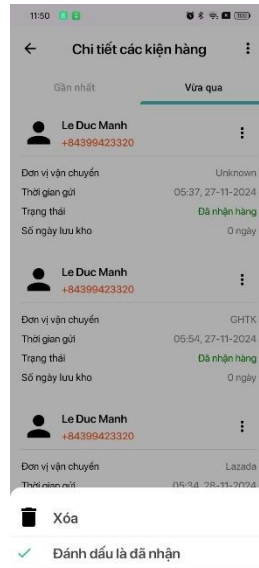 11:50
Chi tiết các kiện hàng
Gần nhất Vừa qua
Le Duc Manh
+84399423320
Đơn vị vận chuyển Unknown
Thời gian gửi 05:37, 27-11-2024
Trạng thái Đã nhận hàng
Số ngày lưu kho 0 ngày
Le Duc Manh
+84399423320
Đơn vị vận chuyển GHTK
Thời gian gửi 05:54, 27-11-2024
Trạng thái Đã nhận hàng
Số ngày lưu kho 0 ngày
Le Duc Manh
+84399423320
Đơn vị vận chuyển Lazada
Thời gian gửi 05:34, 28-11-2024
Xóa
Đánh dấu là đã nhận